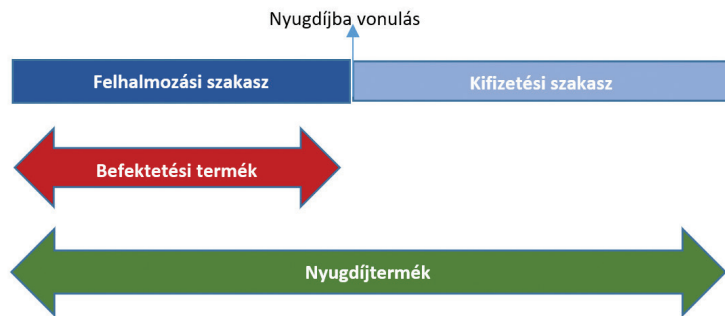 Nyugdíjba vonulás
Felhalmozási szakasz
Kifizetési szakasz
Befektetési termék
Nyugdíjtermék